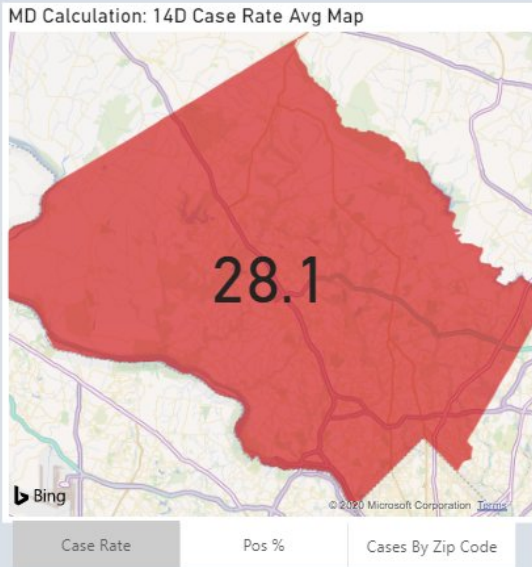 MD Calculation: 14D Case Rate Avg Map
28.1
Bing
© 2020 Microsoft Corporation Terms
Case Rate Pos % Cases By Zip Code